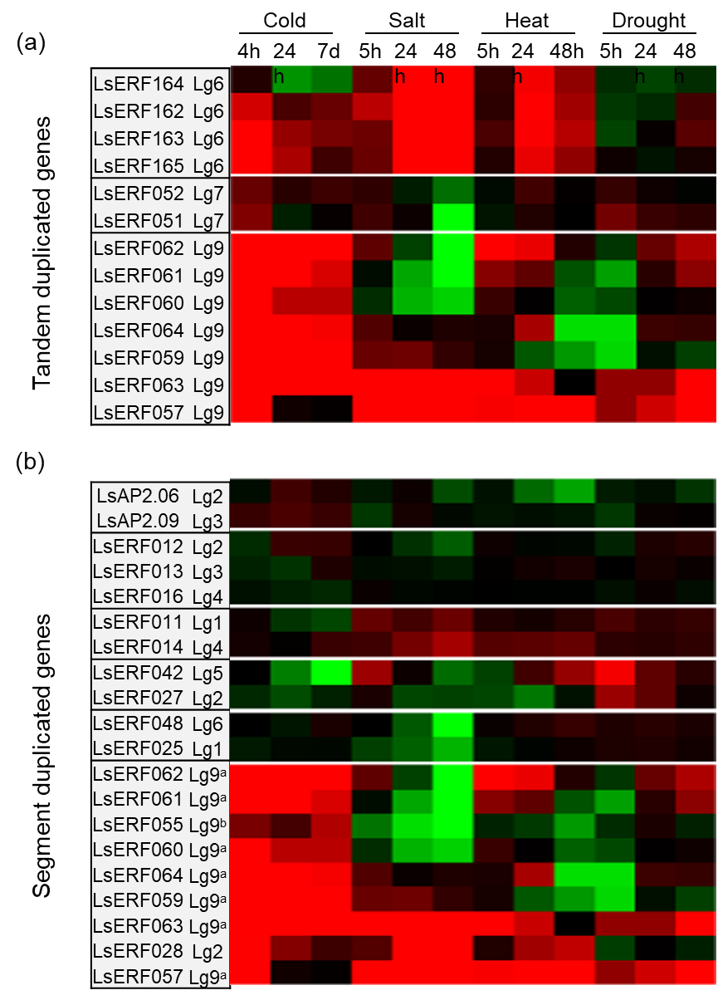 (a)
Cold Salt Heat Drought
4h 24 h 7d 5h 24 h 48 h 5h 24 h 48h 5h 24 h 48 h
Tandem duplicated genes
LsERF164 Lg6
LsERF162 Lg6
LsERF163 Lg6
LsERF165 Lg6
LsERF052 Lg7
LsERF051 Lg7
LsERF062 Lg9
LsERF061 Lg9
LsERF060 Lg9
LsERF064 Lg9
LsERF059 Lg9
LsERF063 Lg9
LsERF057 Lg9
(b)
Segment duplicated genes
LsAP2.06 Lg2
LsAP2.09 Lg3
LsERF012 Lg2
LsERF013 Lg3
LsERF016 Lg4
LsERF011 Lg1
LsERF014 Lg4
LsERF042 Lg5
LsERF027 Lg2
LsERF048 Lg6
LsERF025 Lg1
LsERF062 Lg9ᵃ
LsERF061 Lg9ᵃ
LsERF055 Lg9ᵇ
LsERF060 Lg9ᵃ
LsERF064 Lg9ᵃ
LsERF059 Lg9ᵃ
LsERF063 Lg9ᵃ
LsERF028 Lg2
LsERF057 Lg9ᵃ